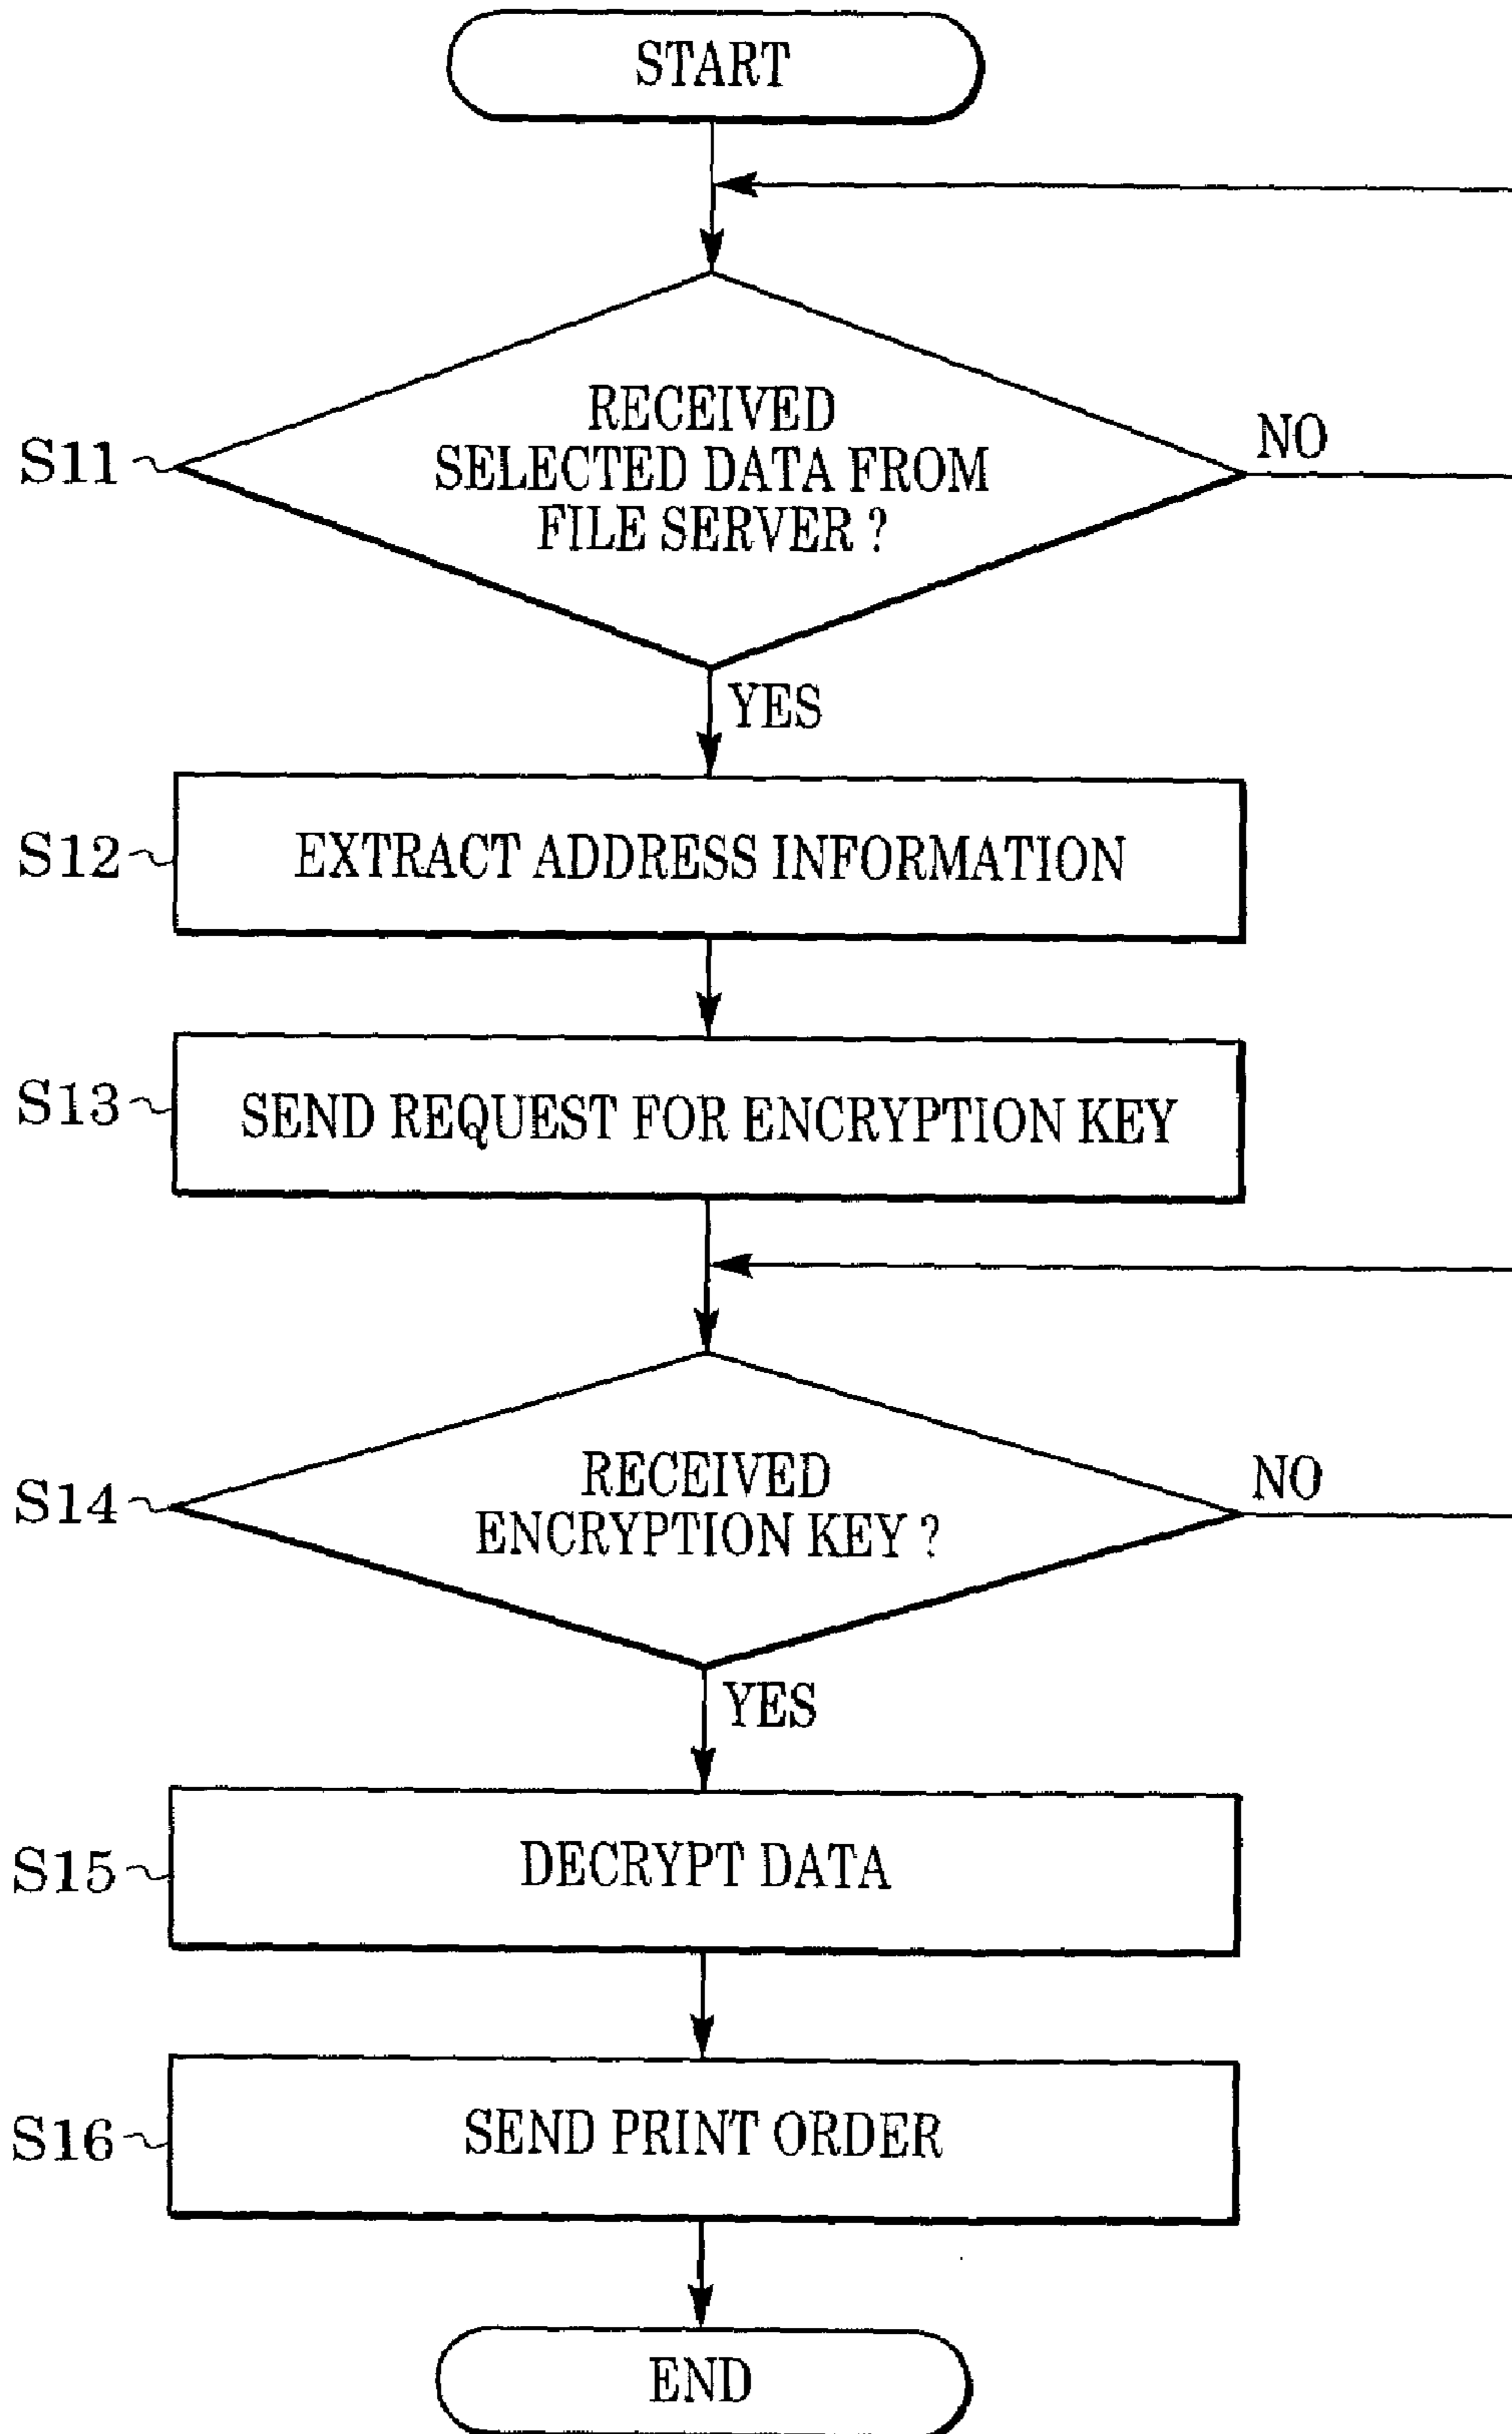 START
RECEIVED
SELECTED DATA FROM
FILE SERVER ?
S11
NO
YES
S12
EXTRACT ADDRESS INFORMATION
S13
SEND REQUEST FOR ENCRYPTION KEY
RECEIVED
ENCRYPTION KEY ?
S14
NO
YES
S15
DECRYPT DATA
S16
SEND PRINT ORDER
END